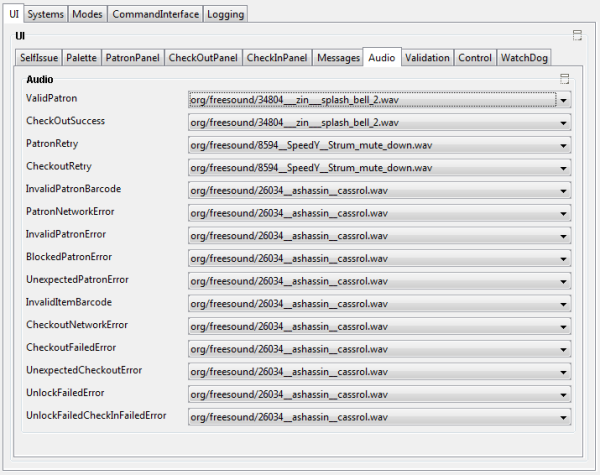 UI Systems Modes CommandInterface Logging
UI
SelfIssue Palette PatronPanel CheckOutPanel CheckInPanel Messages Audio Validation Control WatchDog
Audio
ValidPatron org/freesound/34804__zin__splash_bell_2.wav
CheckOutSuccess org/freesound/34804__zin__splash_bell_2.wav
PatronRetry org/freesound/8594__SpeedY__Strum_mute_down.wav
CheckoutRetry org/freesound/8594__SpeedY__Strum_mute_down.wav
InvalidPatronBarcode org/freesound/26034__ashassin__cassrol.wav
PatronNetworkError org/freesound/26034__ashassin__cassrol.wav
InvalidPatronError org/freesound/26034__ashassin__cassrol.wav
BlockedPatronError org/freesound/26034__ashassin__cassrol.wav
UnexpectedPatronError org/freesound/26034__ashassin__cassrol.wav
InvalidItemBarcode org/freesound/26034__ashassin__cassrol.wav
CheckoutNetworkError org/freesound/26034__ashassin__cassrol.wav
CheckoutFailedError org/freesound/26034__ashassin__cassrol.wav
UnexpectedCheckoutError org/freesound/26034__ashassin__cassrol.wav
UnlockFailedError org/freesound/26034__ashassin__cassrol.wav
UnlockFailedCheckInFailedError org/freesound/26034__ashassin__cassrol.wav